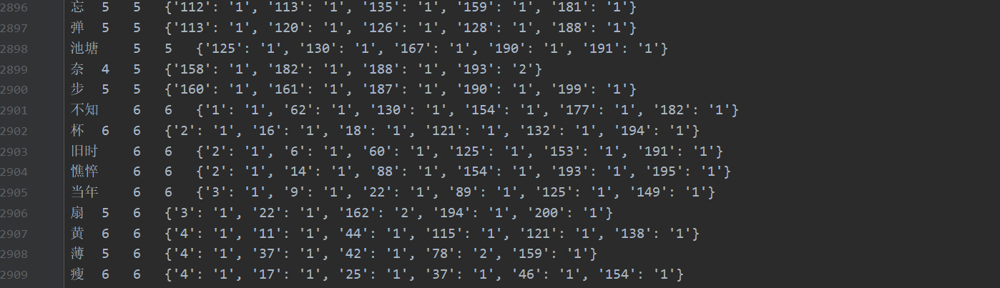 2896 忘 5 5 {'112': '1', '113': '1', '135': '1', '159': '1', '181': '1'}
2897 弹 5 5 {'113': '1', '120': '1', '126': '1', '128': '1', '188': '1'}
2898 池塘 5 5 {'125': '1', '130': '1', '167': '1', '190': '1', '191': '1'}
2899 奈 4 5 {'158': '1', '182': '1', '188': '1', '193': '2'}
2900 步 5 5 {'160': '1', '161': '1', '187': '1', '190': '1', '199': '1'}
2901 不知 6 6 {'1': '1', '62': '1', '130': '1', '154': '1', '177': '1', '182': '1'}
2902 杯 6 6 {'2': '1', '16': '1', '18': '1', '121': '1', '132': '1', '194': '1'}
2903 旧时 6 6 {'2': '1', '6': '1', '60': '1', '125': '1', '153': '1', '191': '1'}
2904 憔悴 6 6 {'2': '1', '14': '1', '88': '1', '154': '1', '193': '1', '195': '1'}
2905 当年 6 6 {'3': '1', '9': '1', '22': '1', '89': '1', '125': '1', '149': '1'}
2906 扇 5 6 {'3': '1', '22': '1', '162': '2', '194': '1', '200': '1'}
2907 黄 6 6 {'4': '1', '11': '1', '44': '1', '115': '1', '121': '1', '138': '1'}
2908 薄 5 6 {'4': '1', '37': '1', '42': '1', '78': '2', '159': '1'}
2909 瘦 6 6 {'4': '1', '17': '1', '25': '1', '37': '1', '46': '1', '154': '1'}